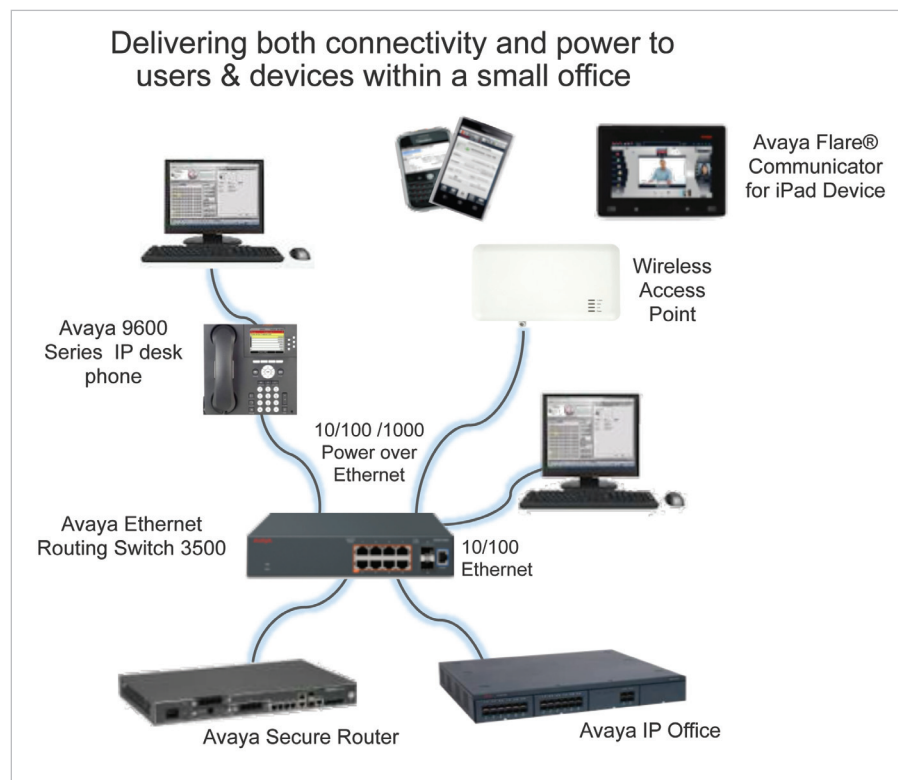 Delivering both connectivity and power to
users & devices within a small office
Avaya Flare®
Communicator
for iPad Device
Wireless
Access
Point
Avaya 9600
Series IP desk
phone
10/100 /1000
Power over
Ethernet
Avaya Ethernet
Routing Switch 3500
10/100
Ethernet
Avaya Secure Router
Avaya IP Office